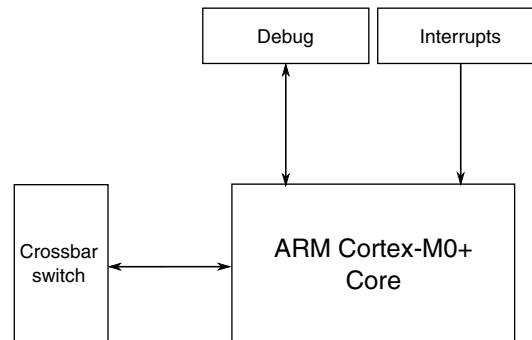 Debug
Interrupts
Crossbar
switch
ARM Cortex-M0+
Core